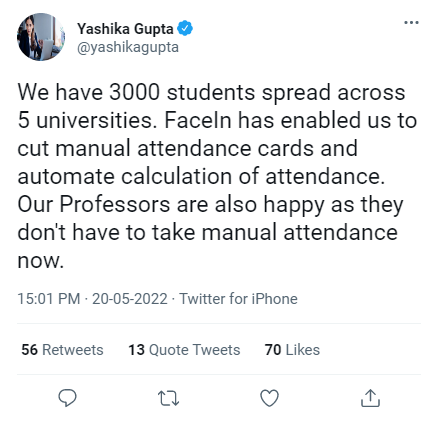 Yashika Gupta
@yashikagupta
We have 3000 students spread across
5 universities. FaceIn has enabled us to
cut manual attendance cards and
automate calculation of attendance.
Our Professors are also happy as they
don't have to take manual attendance
now.
15:01 PM · 20-05-2022 · Twitter for iPhone
56 Retweets 13 Quote Tweets 70 Likes